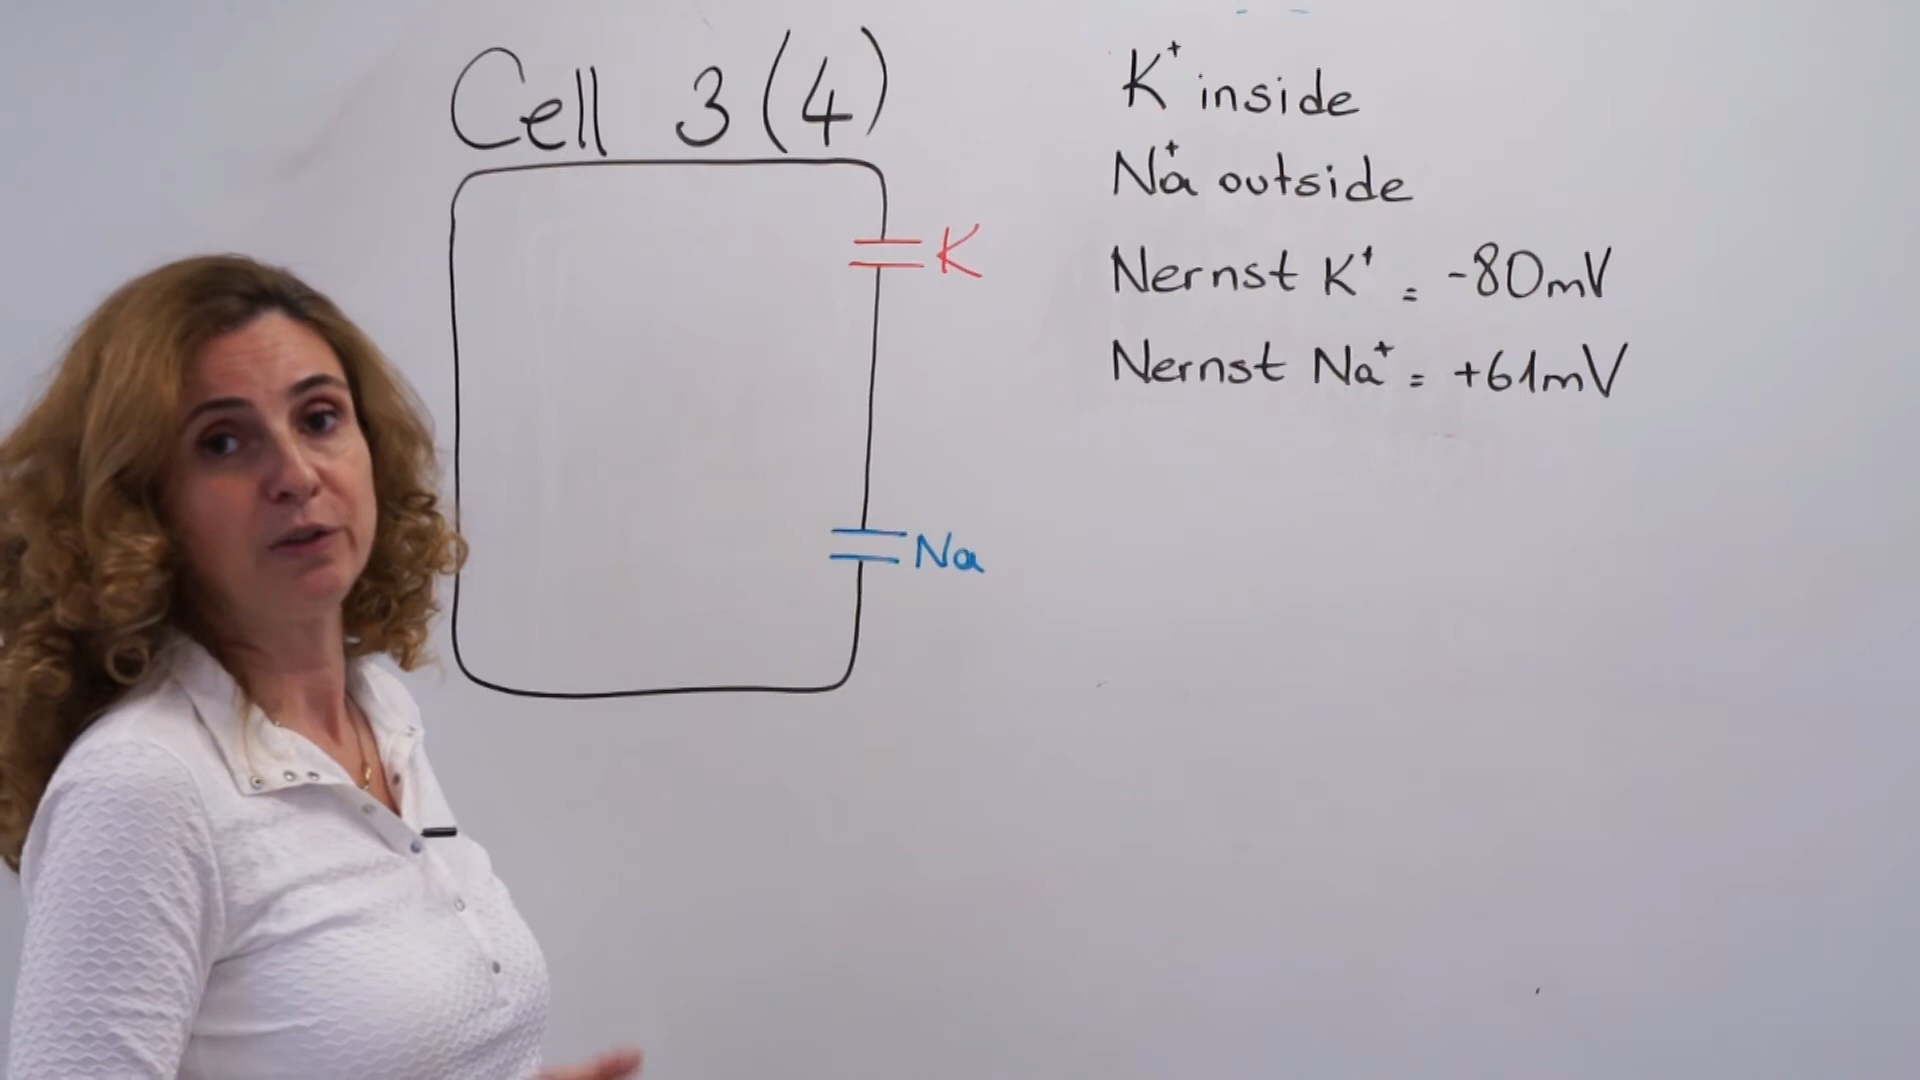 Cell 3(4)
K
Na
K⁺ inside
Na⁺ outside
Nernst K⁺ = -80mV
Nernst Na⁺ = +61mV